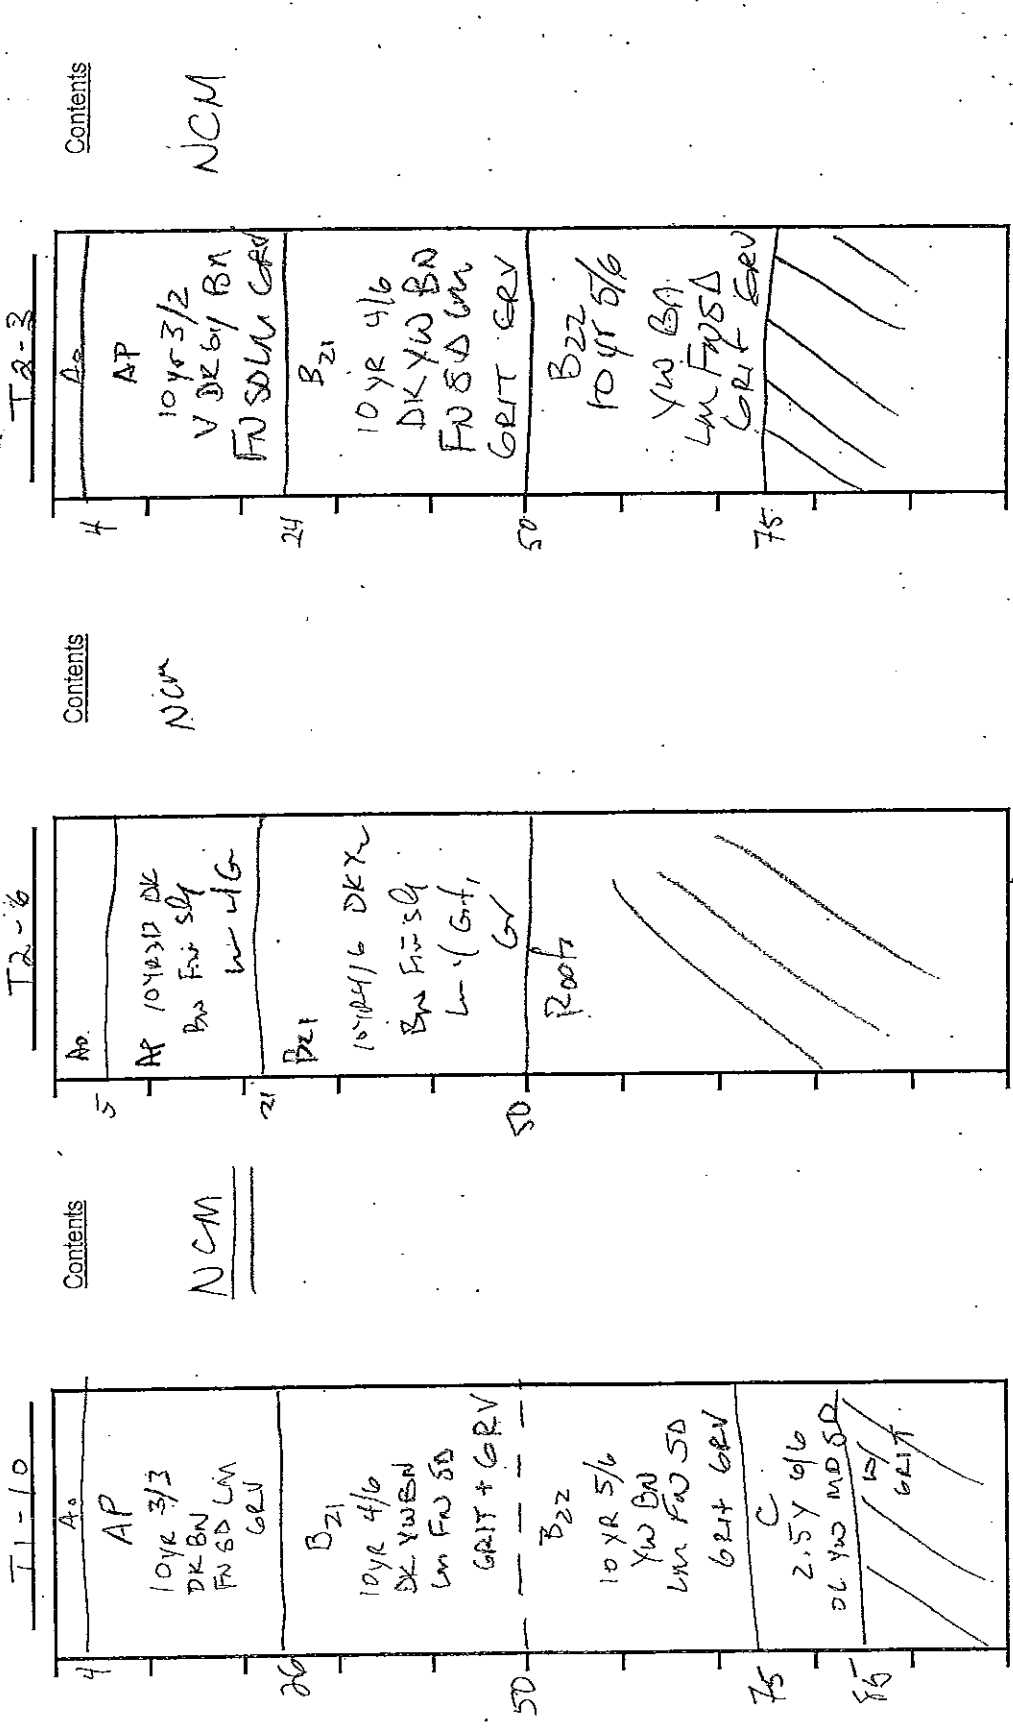 T1-10
Contents
NCM
4
A0
AP
10YR 3/3
DK BN
FN SD LM
GRV
26
B21
10YR 4/6
DK YW BN
LM FN SD
GRIT + GRV
50
B22
10 YR 5/6
YW BN
LM FN SD
GRIT GRV
75
C
2.5Y 6/6
OL YW MD SD
W/
GRIT
85
T2-6
Contents
NCM
5
A0
AP 10YR3/3 DK
BN
21
B21
10YR4/6 DK YW
BN
GRV
50
Roots
T2-3
Contents
NCM
4
A0
AP
10yr 3/2
V DK GY BN
FN SD LM GRV
24
B21
10 YR 4/6
DK YW BN
FN SD LM
GRIT GRV
50
B22
10 YR 5/6
YW BN
LM FN SD
GRIT GRV
75